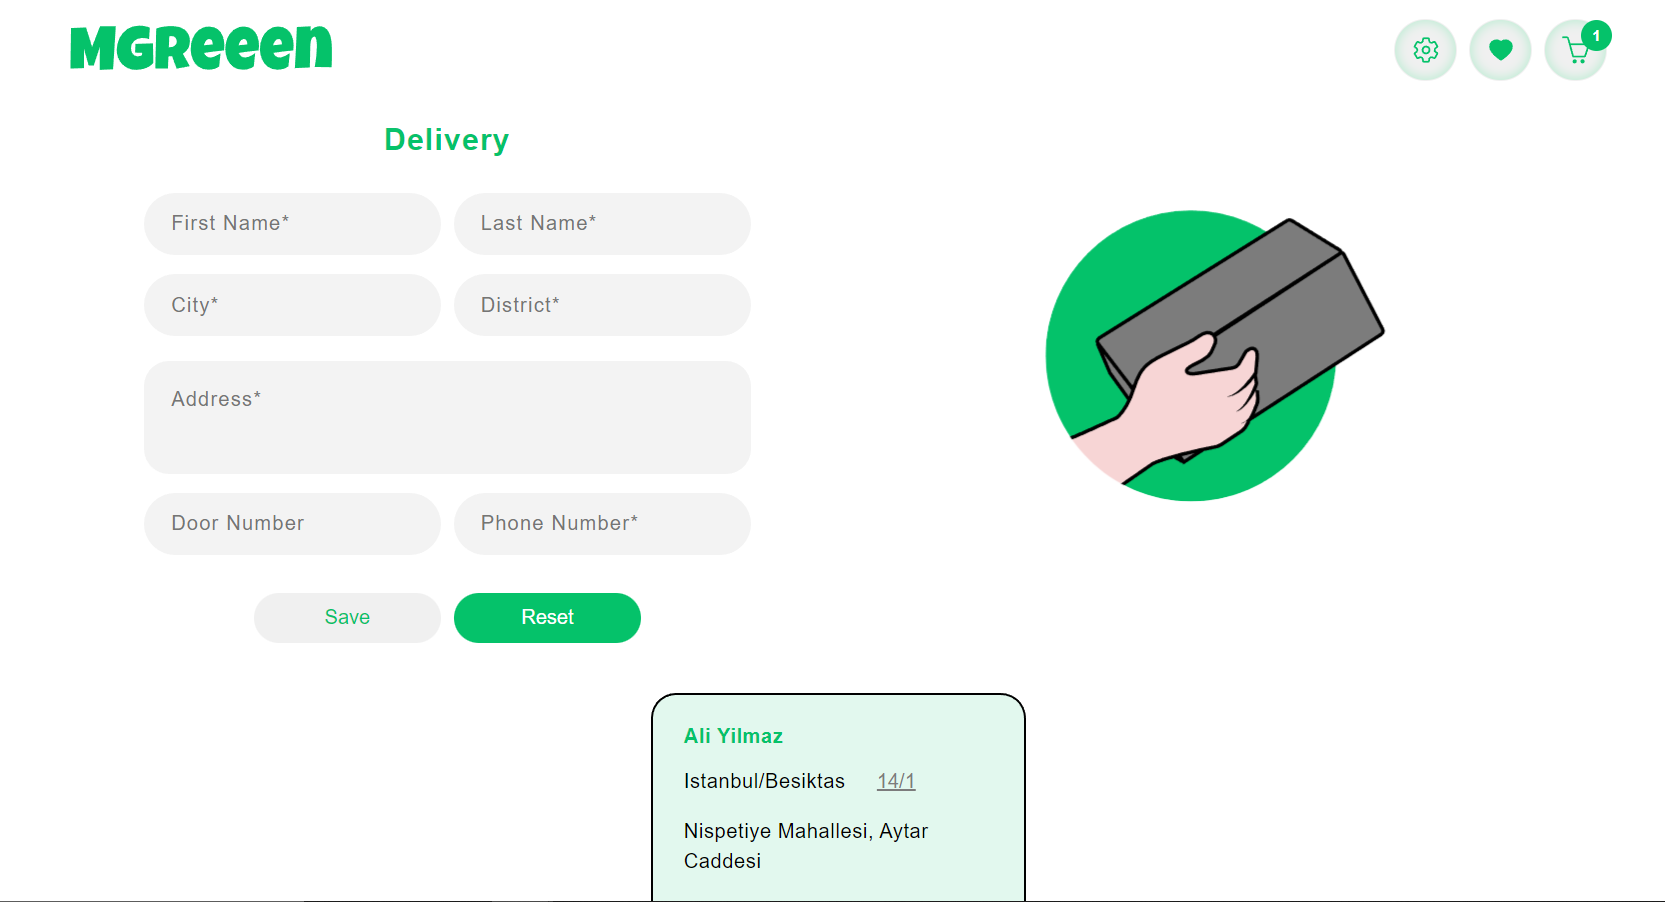 MGReeen
1
Delivery
First Name*
Last Name*
City*
District*
Address*
Door Number
Phone Number*
Save
Reset
Ali Yilmaz
Istanbul/Besiktas 14/1
Nispetiye Mahallesi, Aytar
Caddesi